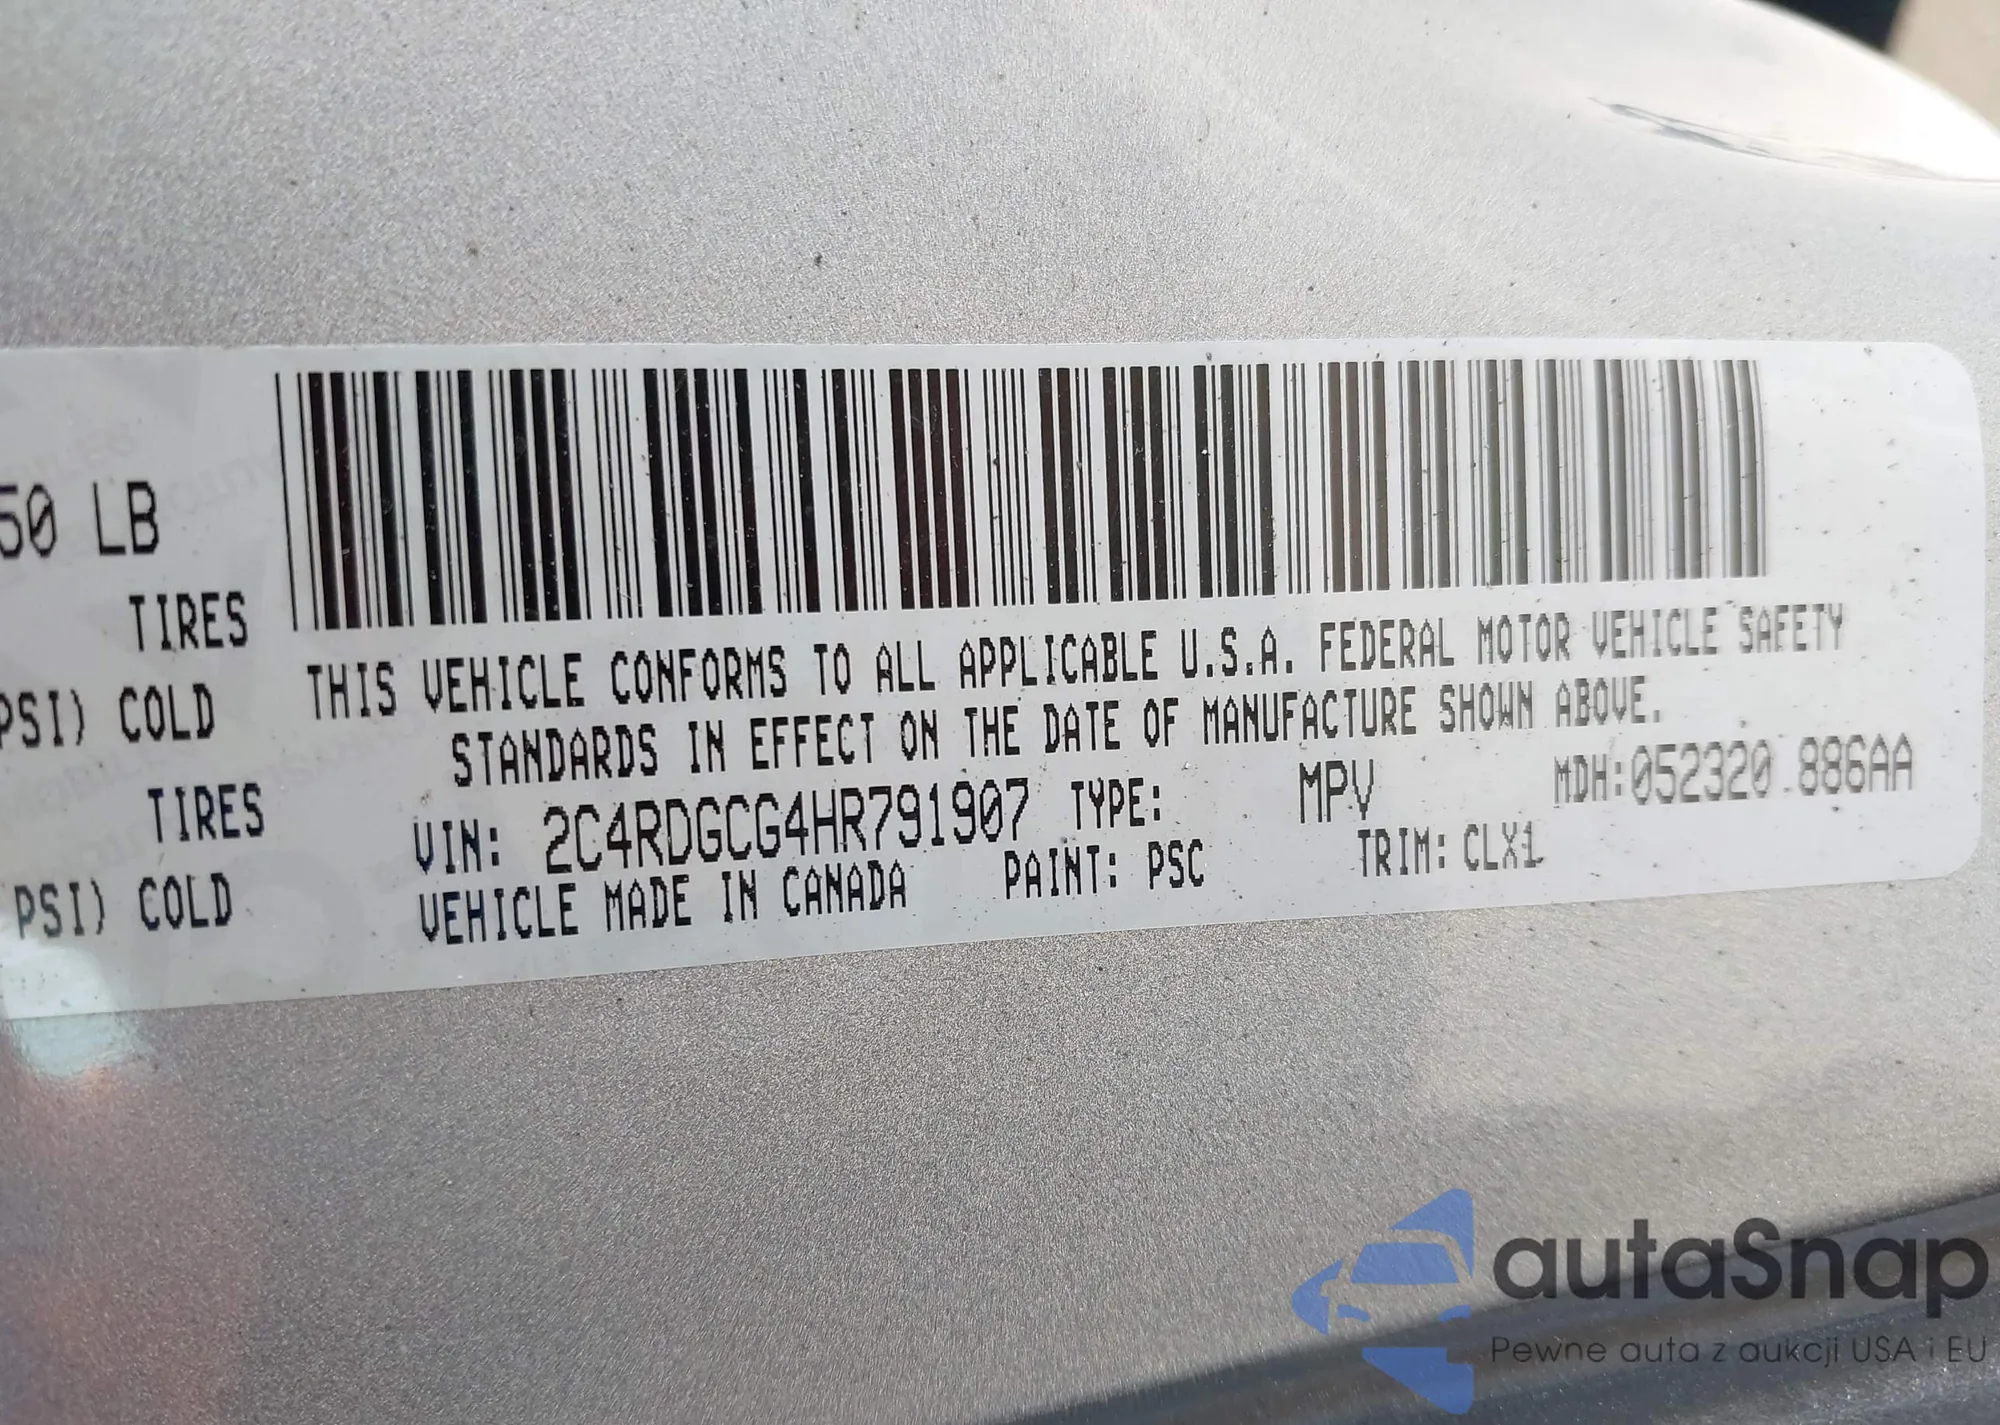 50 LB
TIRES
PSI) COLD
TIRES
PSI) COLD
THIS VEHICLE CONFORMS TO ALL APPLICABLE U.S.A. FEDERAL MOTOR VEHICLE SAFETY
STANDARDS IN EFFECT ON THE DATE OF MANUFACTURE SHOWN ABOVE.
VIN: 2C4RDGCG4HR791907 TYPE: MPV MDH:052320 886AA
VEHICLE MADE IN CANADA PAINT: PSC TRIM: CLX1
autaSnap
Pewne auta z aukcji USA i EU